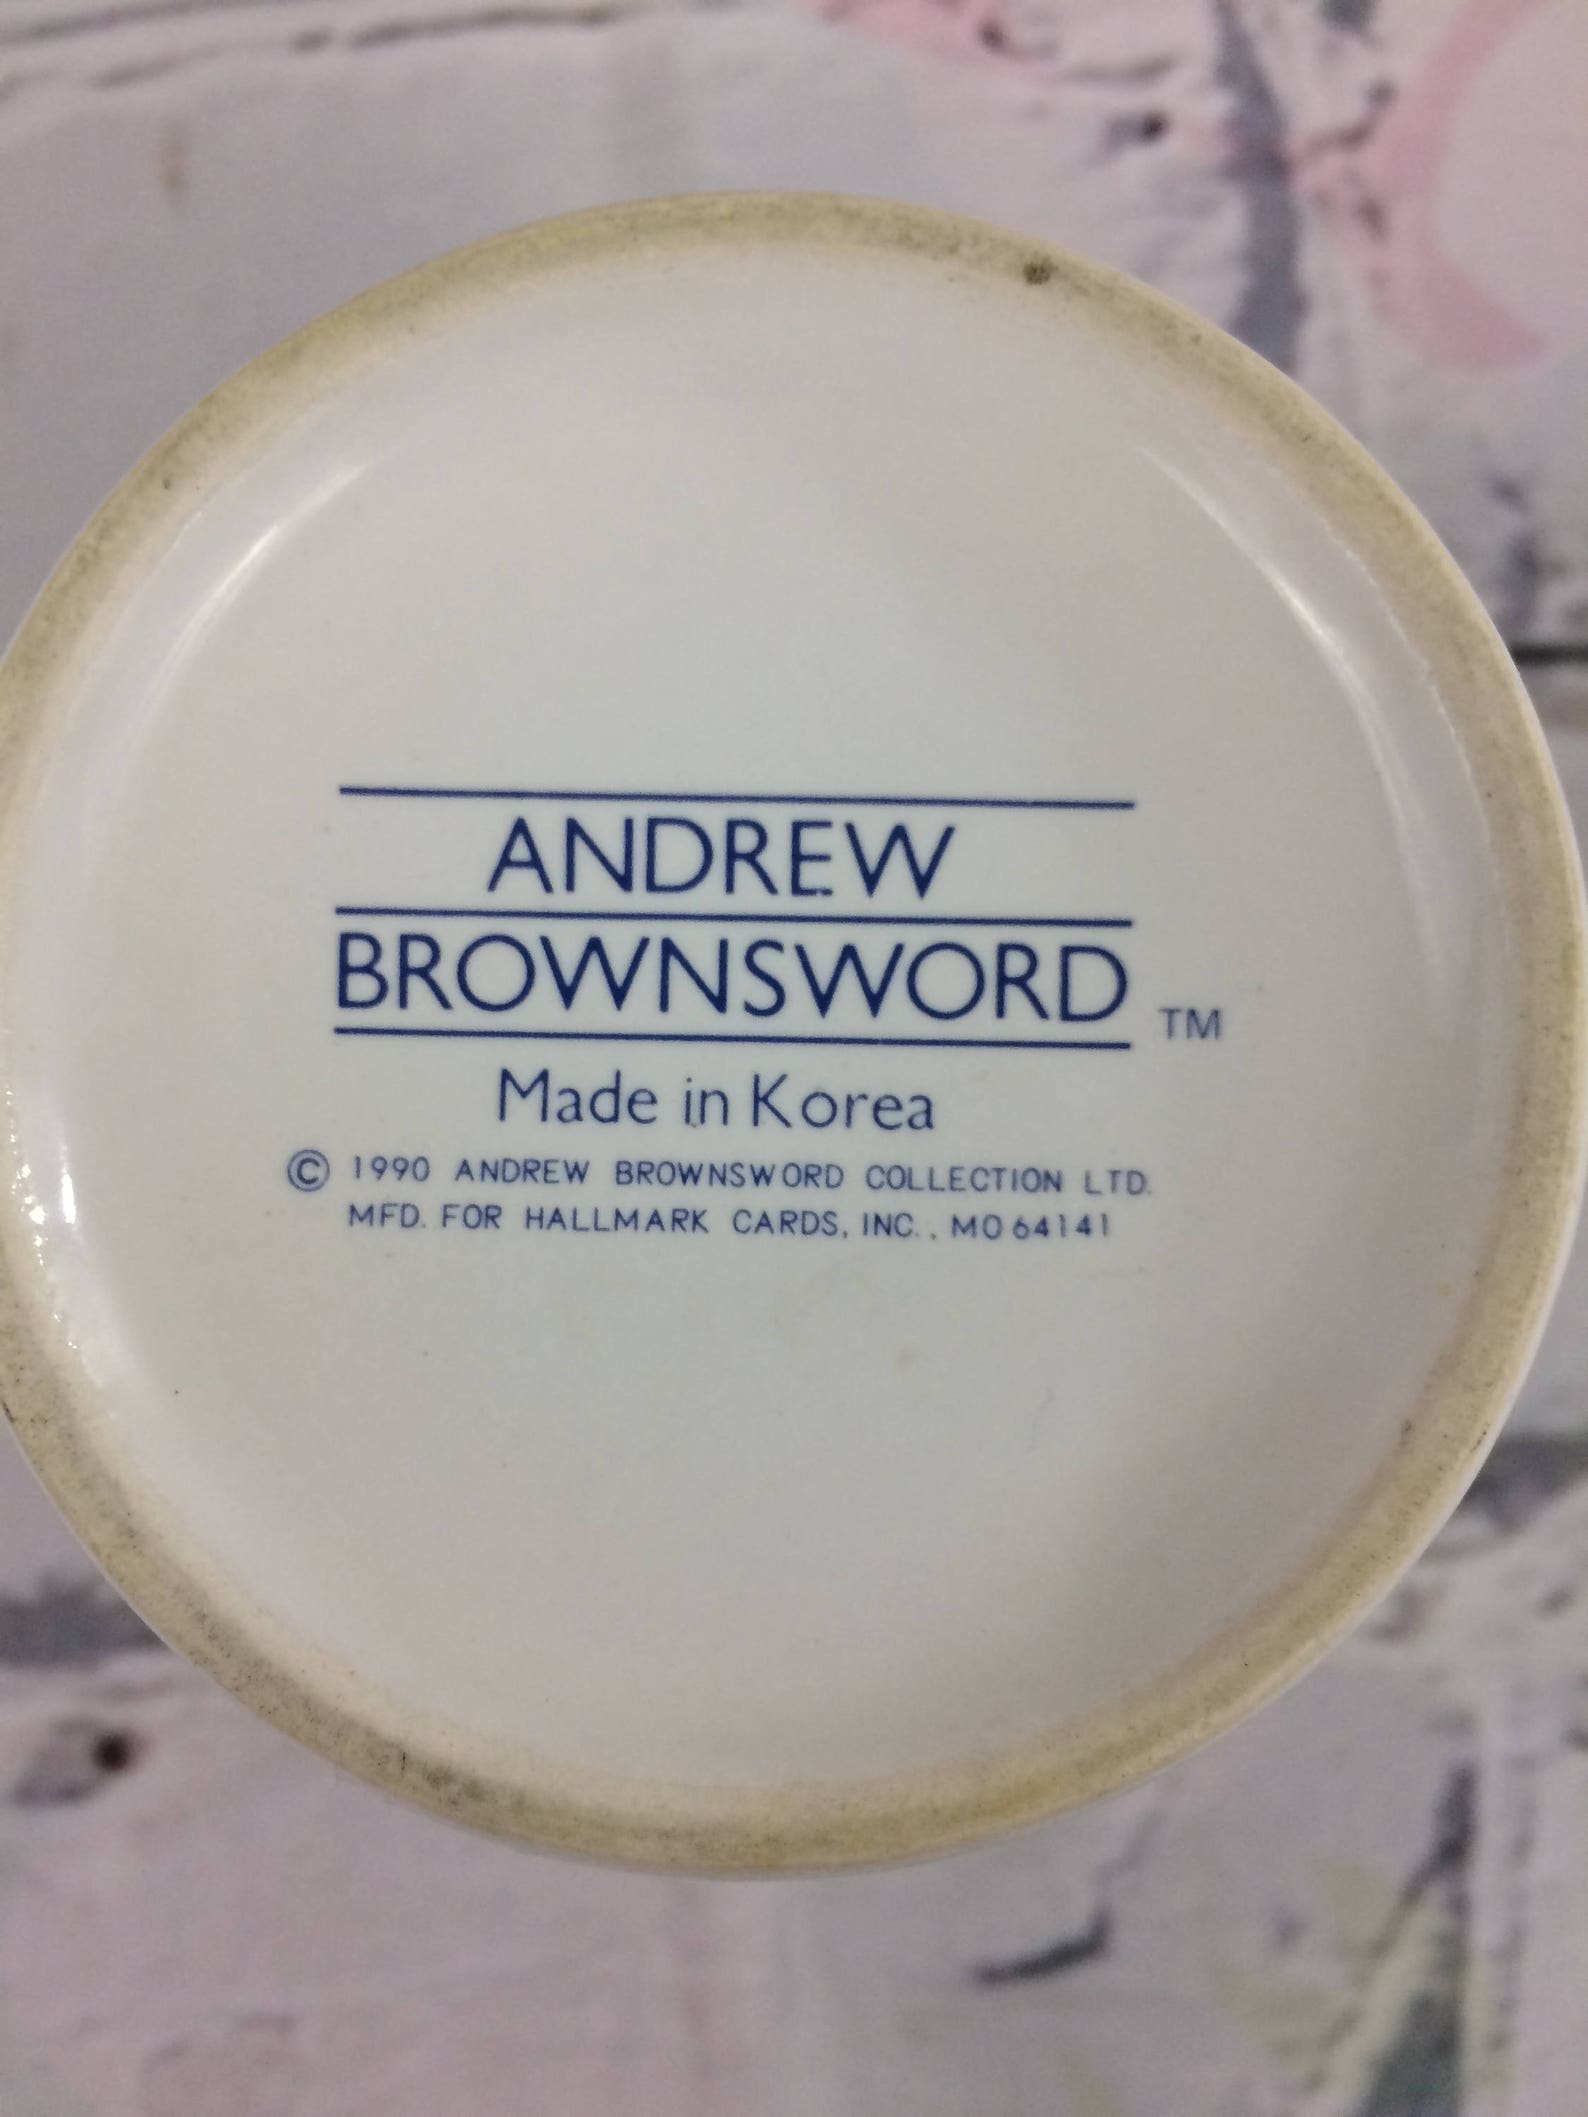 ANDREW
BROWNSWORD TM
Made in Korea
© 1990 ANDREW BROWNSWORD COLLECTION LTD.
MFD. FOR HALLMARK CARDS, INC., MO 64141